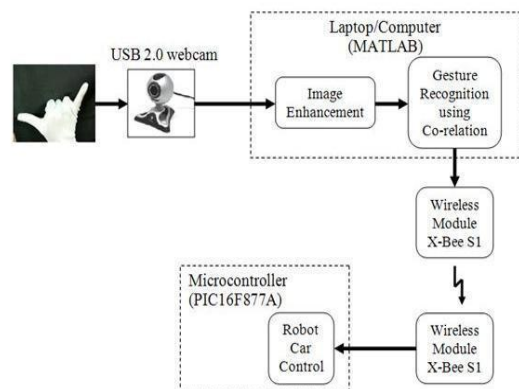 USB 2.0 webcam
Laptop/Computer
(MATLAB)
Image
Enhancement
Gesture
Recognition
using
Co-relation
Wireless
Module
X-Bee S1
Wireless
Module
X-Bee S1
Microcontroller
(PIC16F877A)
Robot
Car
Control